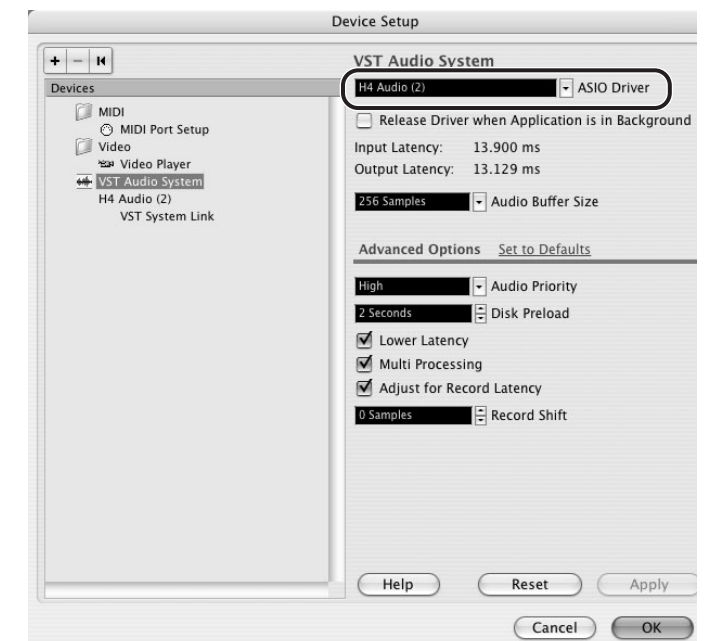 Device Setup
+ -
Devices
MIDI
MIDI Port Setup
Video
Video Player
VST Audio System
H4 Audio (2)
VST System Link
VST Audio System
H4 Audio (2) ASIO Driver
Release Driver when Application is in Background
Input Latency: 13.900 ms
Output Latency: 13.129 ms
256 Samples Audio Buffer Size
Advanced Options Set to Defaults
High Audio Priority
2 Seconds Disk Preload
Lower Latency
Multi Processing
Adjust for Record Latency
0 Samples Record Shift
Help Reset Apply
Cancel OK